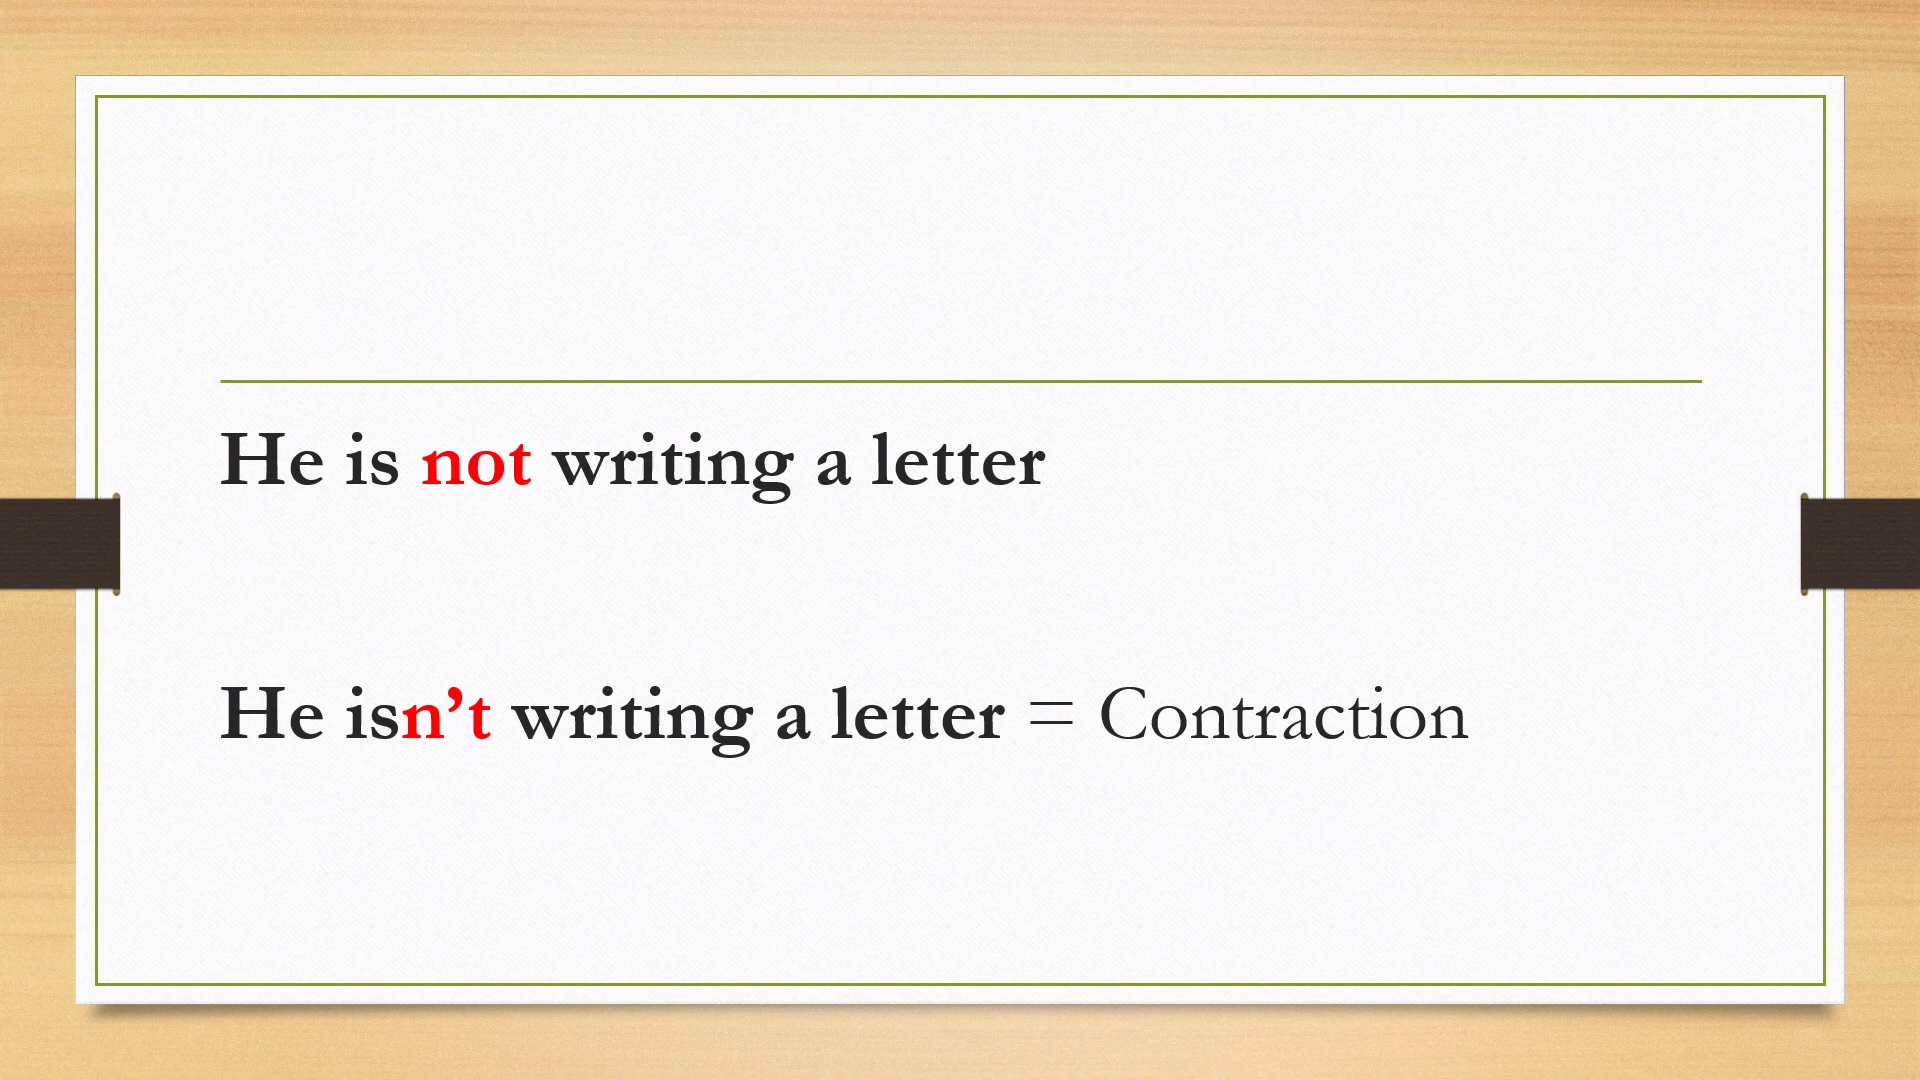 He is not writing a letter
He isn’t writing a letter = Contraction